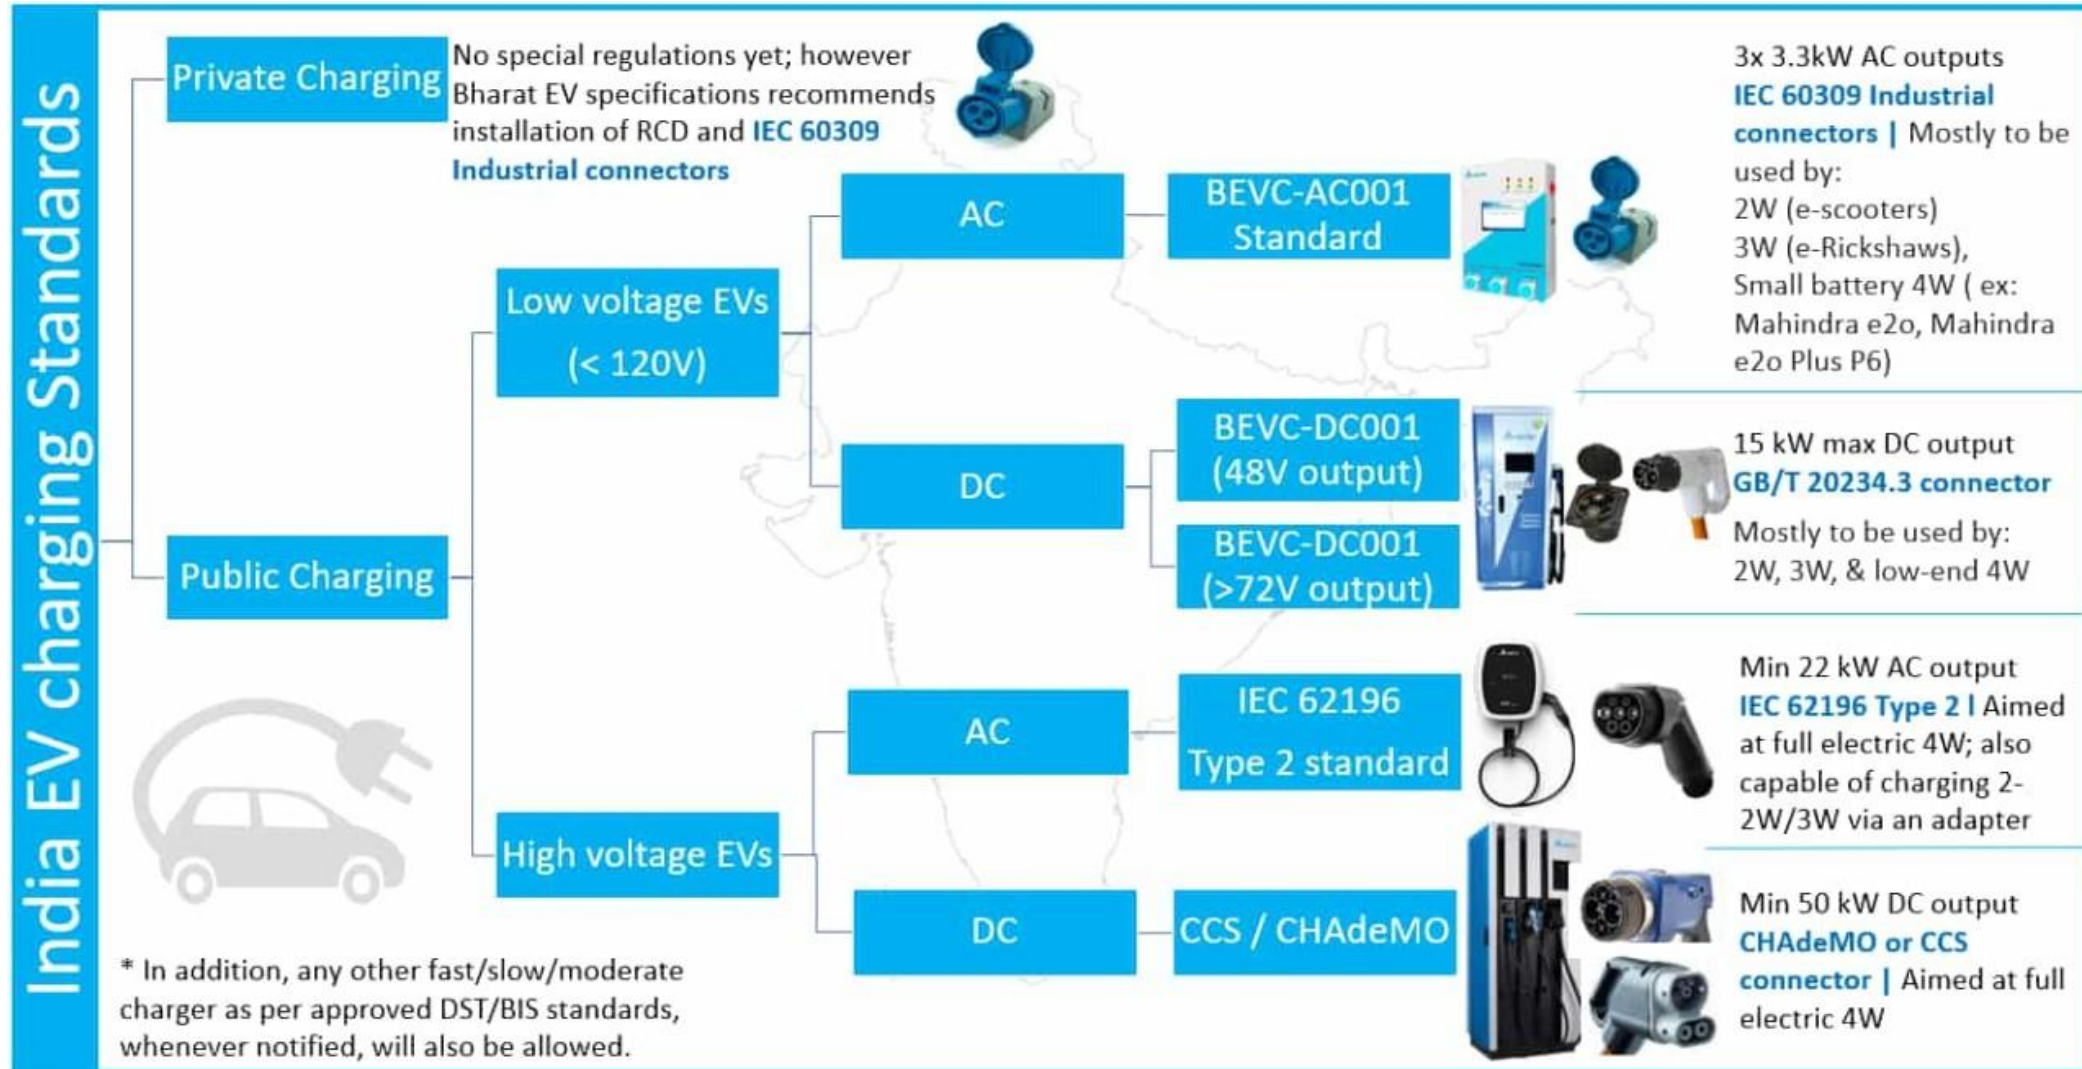 India EV charging Standards
Private Charging
No special regulations yet; however
Bharat EV specifications recommends
installation of RCD and IEC 60309
Industrial connectors
Public Charging
Low voltage EVs
(< 120V)
AC
BEVC-AC001
Standard
3x 3.3kW AC outputs
IEC 60309 Industrial
connectors | Mostly to be
used by:
2W (e-scooters)
3W (e-Rickshaws),
Small battery 4W ( ex:
Mahindra e2o, Mahindra
e2o Plus P6)
DC
BEVC-DC001
(48V output)
BEVC-DC001
(>72V output)
15 kW max DC output
GB/T 20234.3 connector
Mostly to be used by:
2W, 3W, & low-end 4W
High voltage EVs
AC
IEC 62196
Type 2 standard
Min 22 kW AC output
IEC 62196 Type 2 l Aimed
at full electric 4W; also
capable of charging 2-
2W/3W via an adapter
DC
CCS / CHAdeMO
Min 50 kW DC output
CHAdeMO or CCS
connector | Aimed at full
electric 4W
* In addition, any other fast/slow/moderate
charger as per approved DST/BIS standards,
whenever notified, will also be allowed.